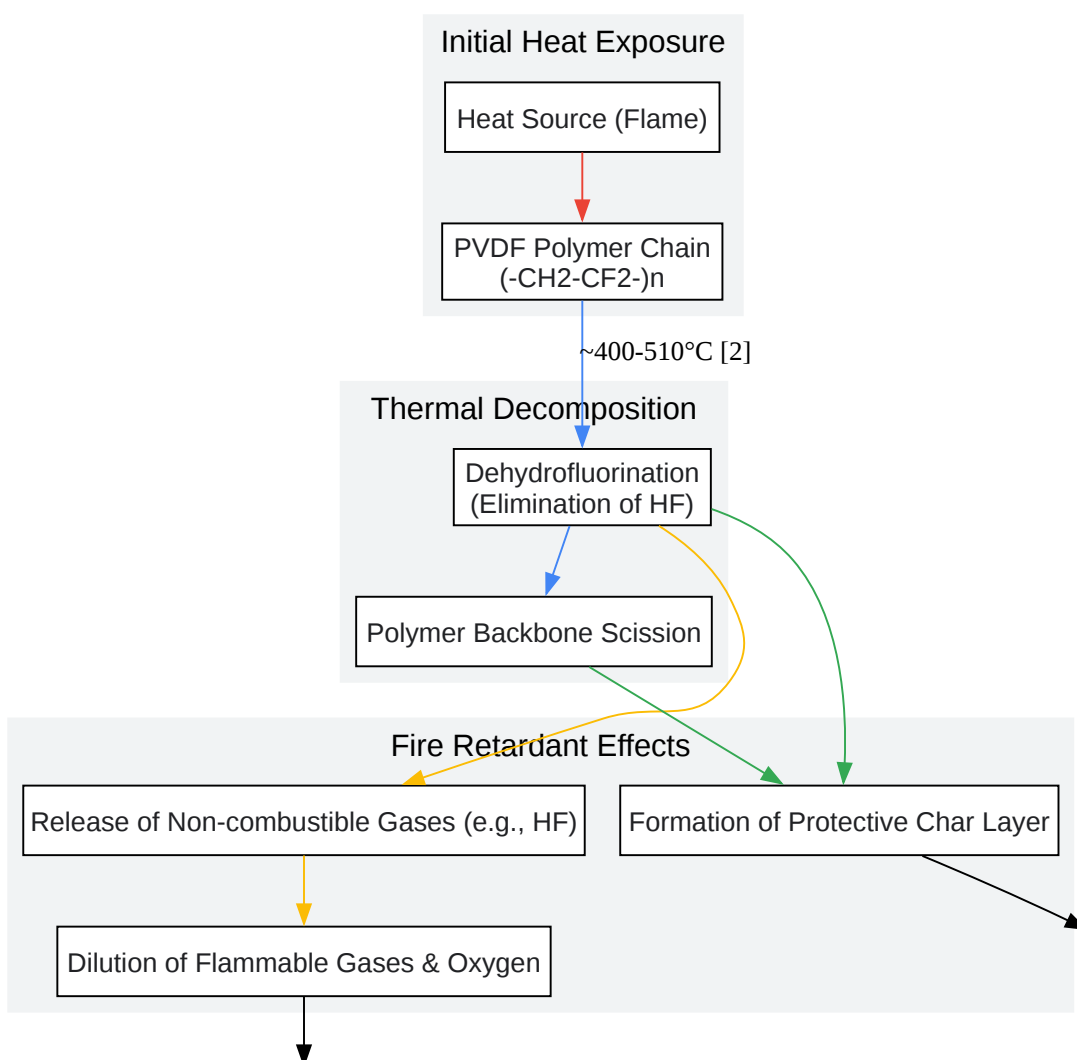 Initial Heat Exposure
Heat Source (Flame)
PVDF Polymer Chain
(-CH2-CF2-)n
~400-510°C [2]
Thermal Decomposition
Dehydrofluorination
(Elimination of HF)
Polymer Backbone Scission
Fire Retardant Effects
Release of Non-combustible Gases (e.g., HF)
Formation of Protective Char Layer
Dilution of Flammable Gases & Oxygen